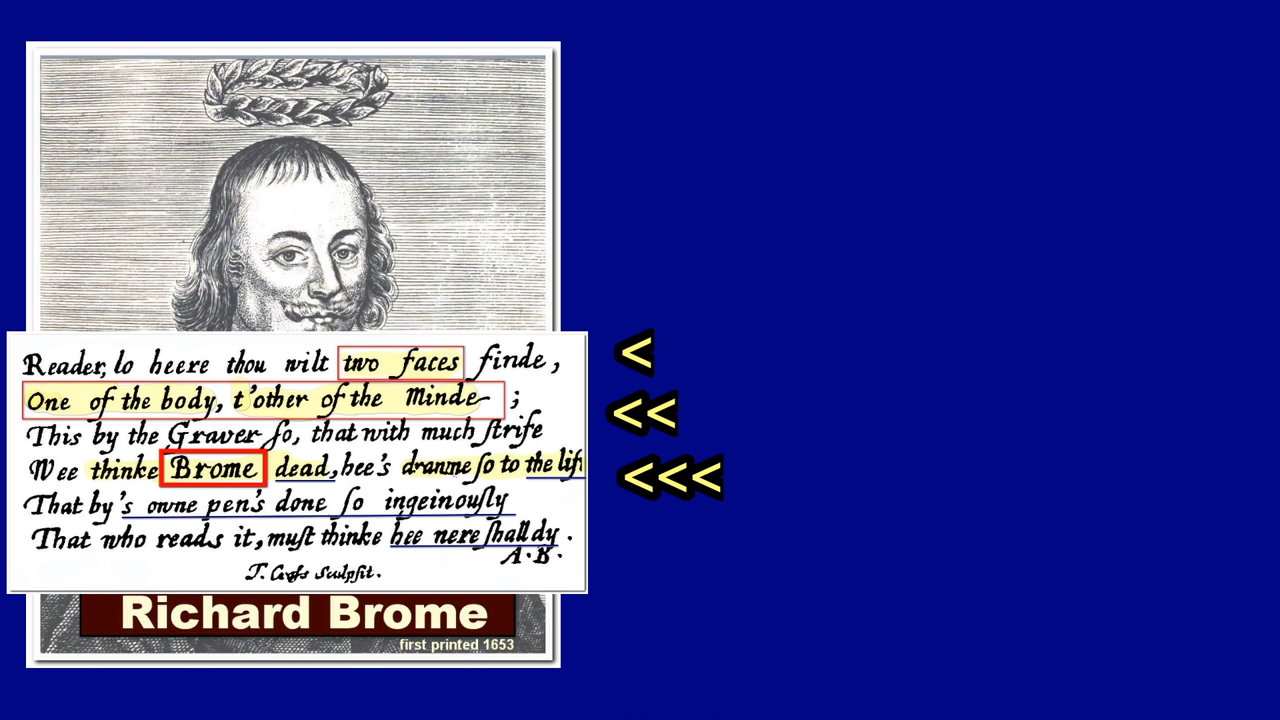 Reader, lo heere thou wilt two faces finde, <
One of the body, t'other of the Minde ; <<
This by the Graver ſo, that with much ſtrife
Wee thinke Brome dead, hee's drawne ſo to the life <<<
That by's owne pen's done ſo ingeinouſly
That who reads it, muſt thinke hee nere ſhall dy .
A. B.
T. Croſs Sculpſit.
Richard Brome
first printed 1653